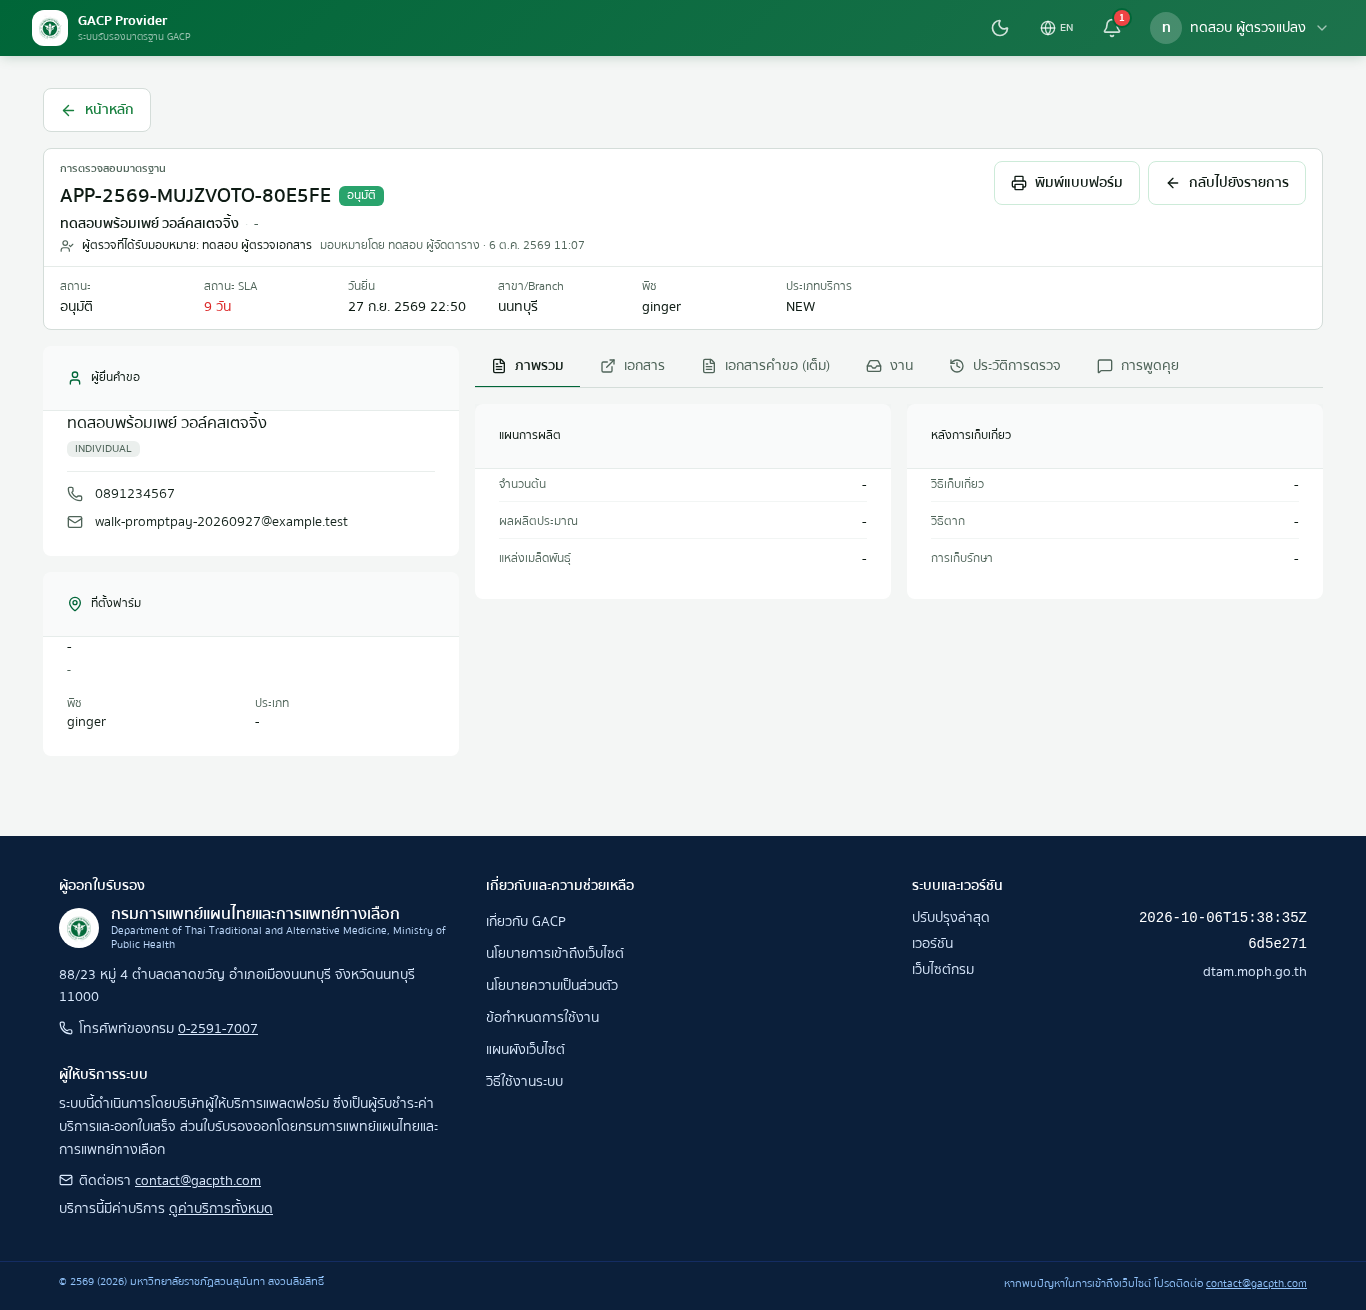 GACP Provider
ระบบรับรองมาตรฐาน GACP
EN
1
ท
ทดสอบ ผู้ตรวจแปลง
หน้าหลัก
การตรวจสอบมาตรฐาน
APP-2569-MUJZVOTO-80E5FE
อนุมัติ
พิมพ์แบบฟอร์ม
กลับไปยังรายการ
ทดสอบพร้อมเพย์ วอล์คสเตจจิ้ง · -
ผู้ตรวจที่ได้รับมอบหมาย: ทดสอบ ผู้ตรวจเอกสาร มอบหมายโดย ทดสอบ ผู้จัดตาราง · 6 ต.ค. 2569 11:07
สถานะ
อนุมัติ
สถานะ SLA
9 วัน
วันยื่น
27 ก.ย. 2569 22:50
สาขา/Branch
นนทบุรี
พืช
ginger
ประเภทบริการ
NEW
ผู้ยื่นคำขอ
ทดสอบพร้อมเพย์ วอล์คสเตจจิ้ง
INDIVIDUAL
0891234567
walk-promptpay-20260927@example.test
ที่ตั้งฟาร์ม
-
-
พืช
ginger
ประเภท
-
ภาพรวม
เอกสาร
เอกสารคำขอ (เต็ม)
งาน
ประวัติการตรวจ
การพูดคุย
แผนการผลิต
จำนวนต้น -
ผลผลิตประมาณ -
แหล่งเมล็ดพันธุ์ -
หลังการเก็บเกี่ยว
วิธีเก็บเกี่ยว -
วิธีตาก -
การเก็บรักษา -
ผู้ออกใบรับรอง
กรมการแพทย์แผนไทยและการแพทย์ทางเลือก
Department of Thai Traditional and Alternative Medicine, Ministry of
Public Health
88/23 หมู่ 4 ตำบลตลาดขวัญ อำเภอเมืองนนทบุรี จังหวัดนนทบุรี
11000
โทรศัพท์ของกรม 0-2591-7007
ผู้ให้บริการระบบ
ระบบนี้ดำเนินการโดยบริษัทผู้ให้บริการแพลตฟอร์ม ซึ่งเป็นผู้รับชำระค่า
บริการและออกใบเสร็จ ส่วนใบรับรองออกโดยกรมการแพทย์แผนไทยและ
การแพทย์ทางเลือก
ติดต่อเรา contact@gacpth.com
บริการนี้มีค่าบริการ ดูค่าบริการทั้งหมด
เกี่ยวกับและความช่วยเหลือ
เกี่ยวกับ GACP
นโยบายการเข้าถึงเว็บไซต์
นโยบายความเป็นส่วนตัว
ข้อกำหนดการใช้งาน
แผนผังเว็บไซต์
วิธีใช้งานระบบ
ระบบและเวอร์ชัน
ปรับปรุงล่าสุด 2026-10-06T15:38:35Z
เวอร์ชัน 6d5e271
เว็บไซต์กรม dtam.moph.go.th
© 2569 (2026) มหาวิทยาลัยราชภัฏสวนสุนันทา สงวนลิขสิทธิ์
หากพบปัญหาในการเข้าถึงเว็บไซต์ โปรดติดต่อ contact@gacpth.com